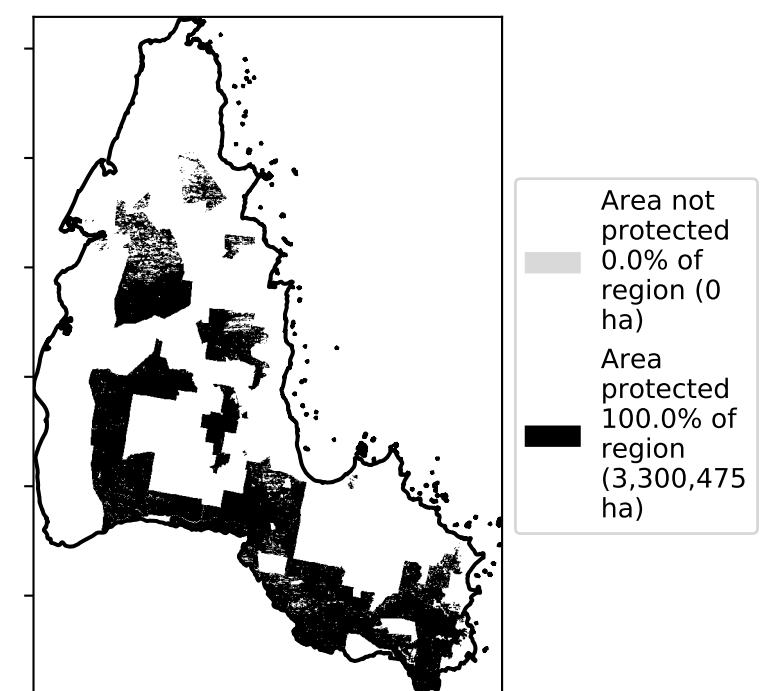 Area not
protected
0.0% of
region (0
ha)
Area
protected
100.0% of
region
(3,300,475
ha)